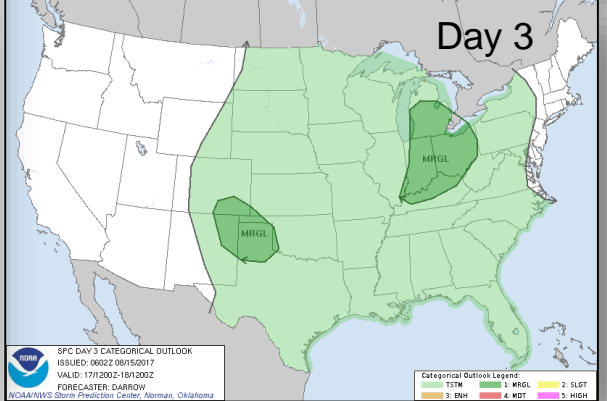 Day 3
MRGL
MRGL
NOAA
SPC DAY 3 CATEGORICAL OUTLOOK
ISSUED: 0602Z 08/15/2017
VALID: 17/1200Z-18/1200Z
FORECASTER: DARROW
NOAA/NWS Storm Prediction Center, Norman, Oklahoma
Categorical Outlook Legend:
TSTM 1: MRGL 2: SLGT
3: ENH 4: MDT 5: HIGH